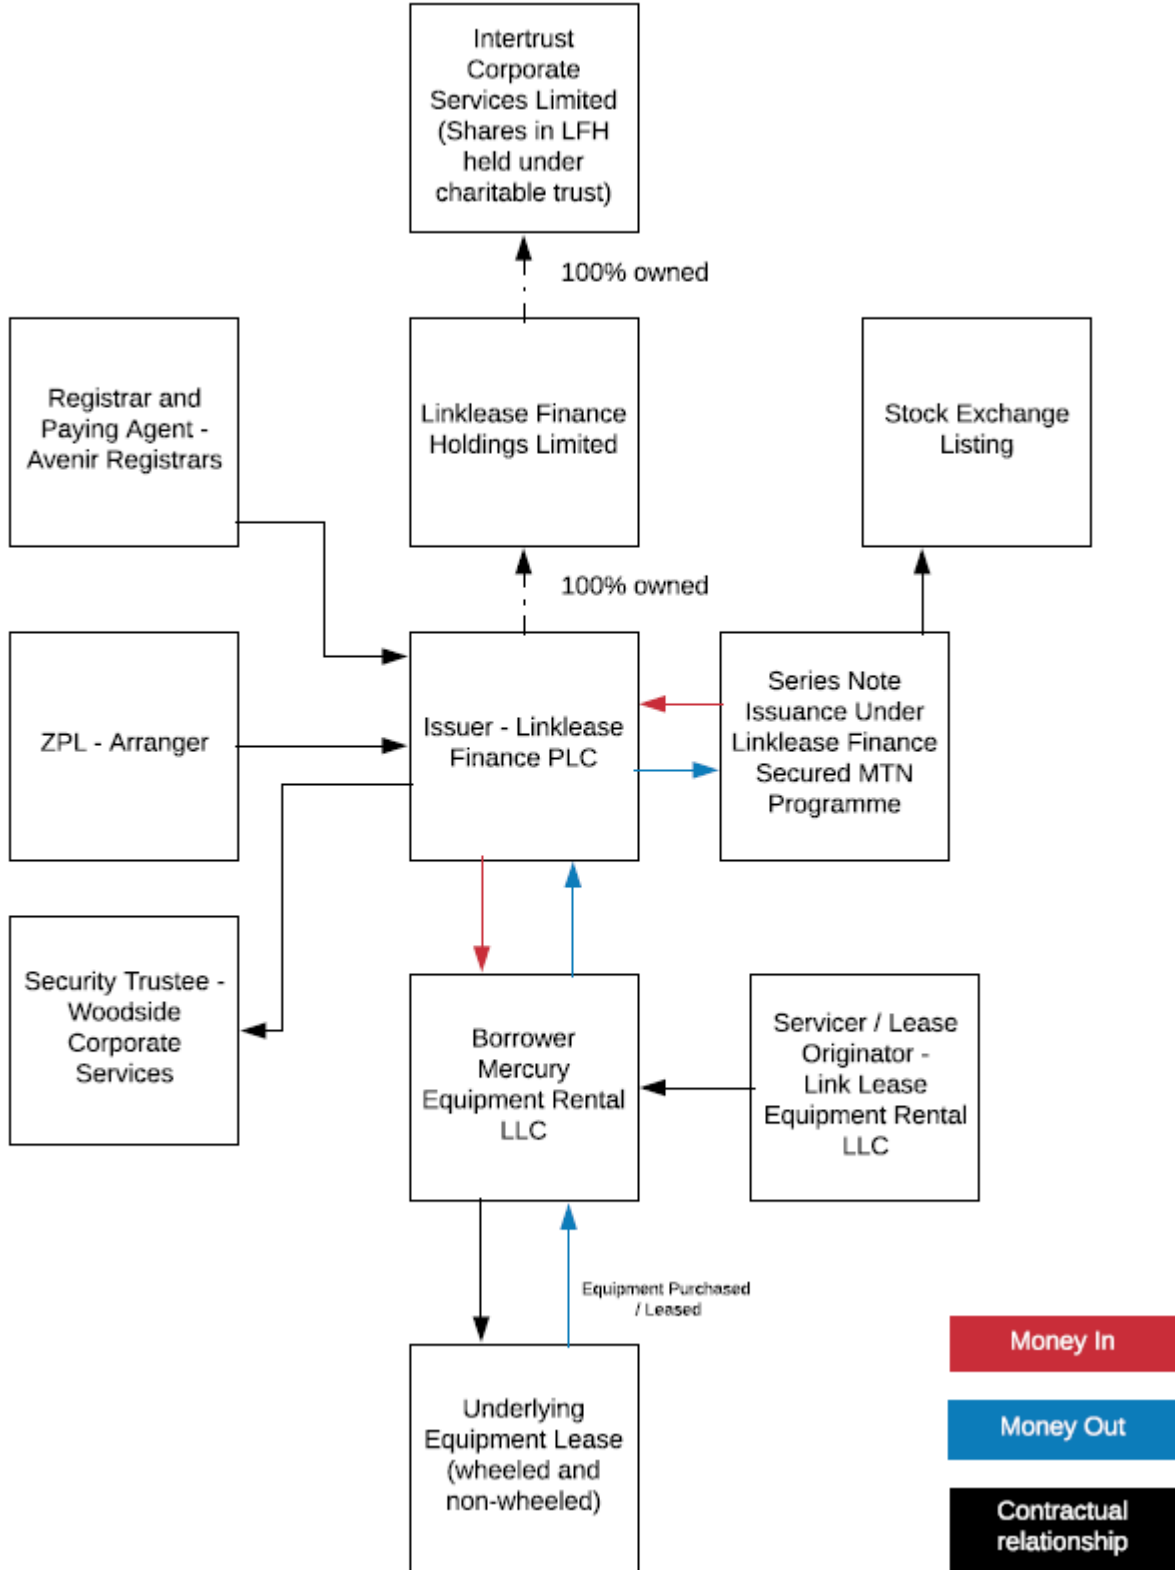 Intertrust
Corporate
Services Limited
(Shares in LFH
held under
charitable trust)
100% owned
Registrar and
Paying Agent -
Avenir Registrars
Linklease Finance
Holdings Limited
Stock Exchange
Listing
100% owned
ZPL - Arranger
Issuer - Linklease
Finance PLC
Series Note
Issuance Under
Linklease Finance
Secured MTN
Programme
Security Trustee -
Woodside
Corporate
Services
Borrower
Mercury
Equipment Rental
LLC
Servicer / Lease
Originator -
Link Lease
Equipment Rental
LLC
Equipment Purchased
/ Leased
Underlying
Equipment Lease
(wheeled and
non-wheeled)
Money In
Money Out
Contractual
relationship